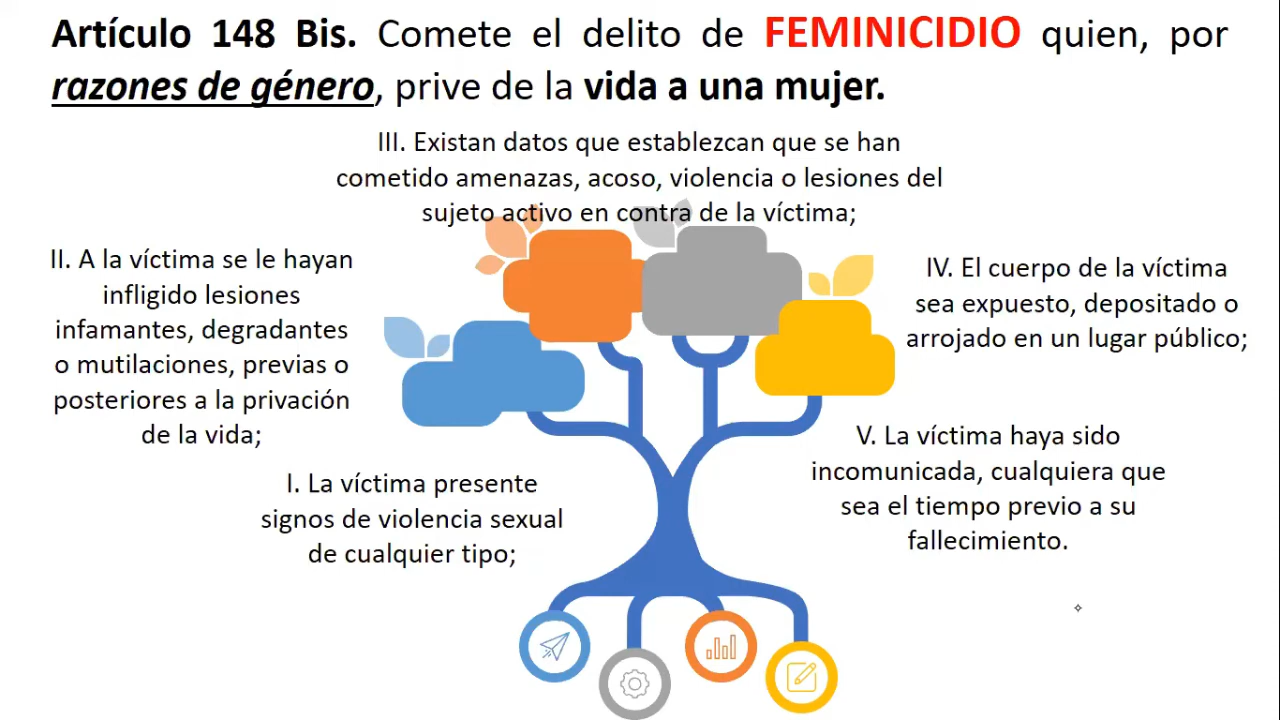 Artículo 148 Bis. Comete el delito de FEMINICIDIO quien, por
razones de género, prive de la vida a una mujer.
III. Existan datos que establezcan que se han
cometido amenazas, acoso, violencia o lesiones del
sujeto activo en contra de la víctima;
II. A la víctima se le hayan
infligido lesiones
infamantes, degradantes
o mutilaciones, previas o
posteriores a la privación
de la vida;
IV. El cuerpo de la víctima
sea expuesto, depositado o
arrojado en un lugar público;
I. La víctima presente
signos de violencia sexual
de cualquier tipo;
V. La víctima haya sido
incomunicada, cualquiera que
sea el tiempo previo a su
fallecimiento.